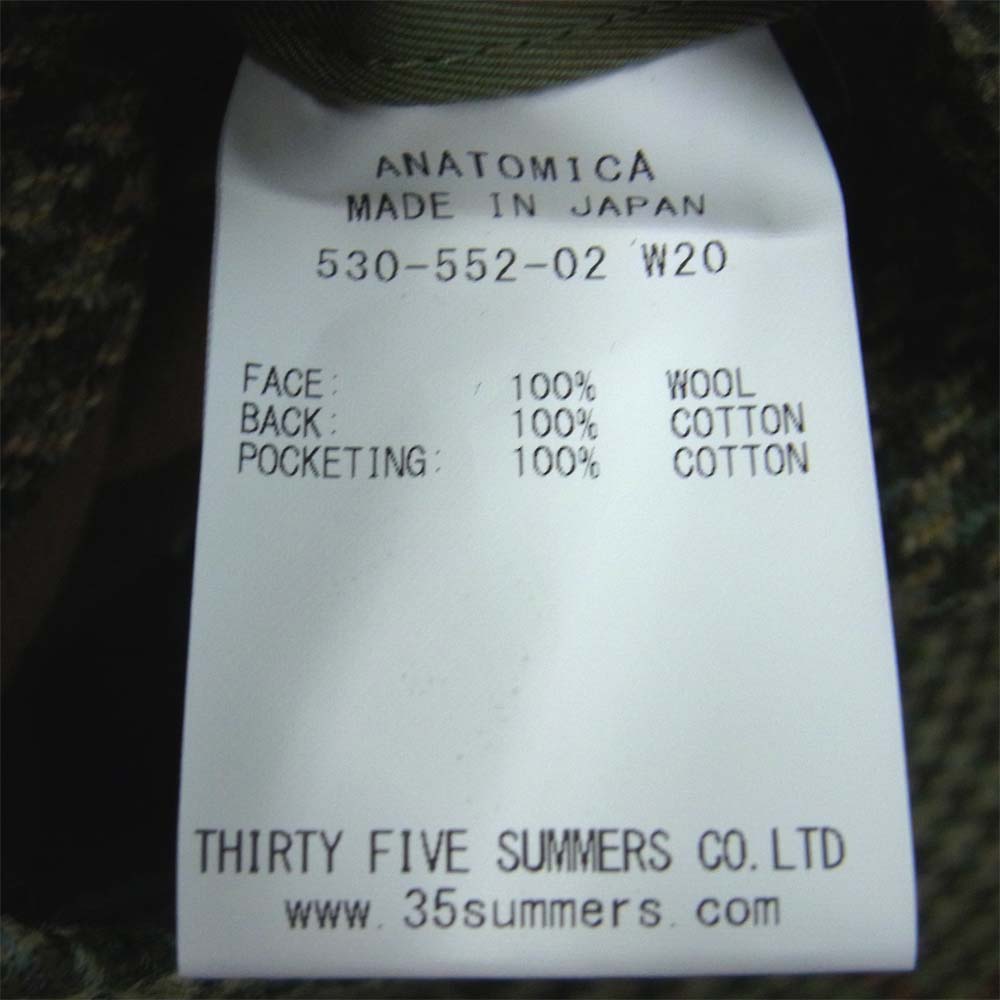 ANATOMICA
MADE IN JAPAN
530-552-02 W20
FACE: 100% WOOL
BACK: 100% COTTON
POCKETING: 100% COTTON
THIRTY FIVE SUMMERS CO.LTD
www.35summers.com